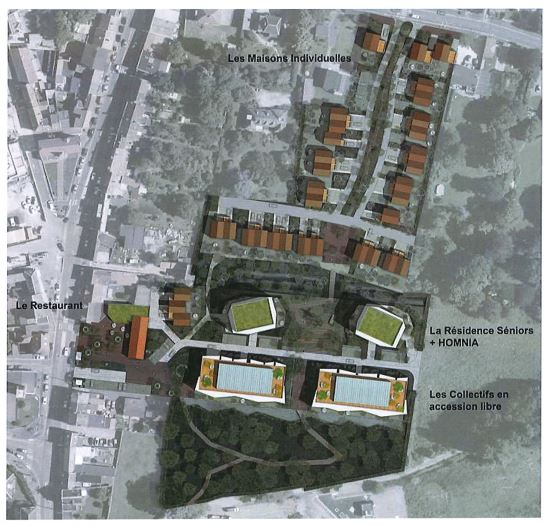 Les Maisons Individuelles
Le Restaurant
La Résidence Séniors
+ HOMNIA
Les Collectifs en
accession libre